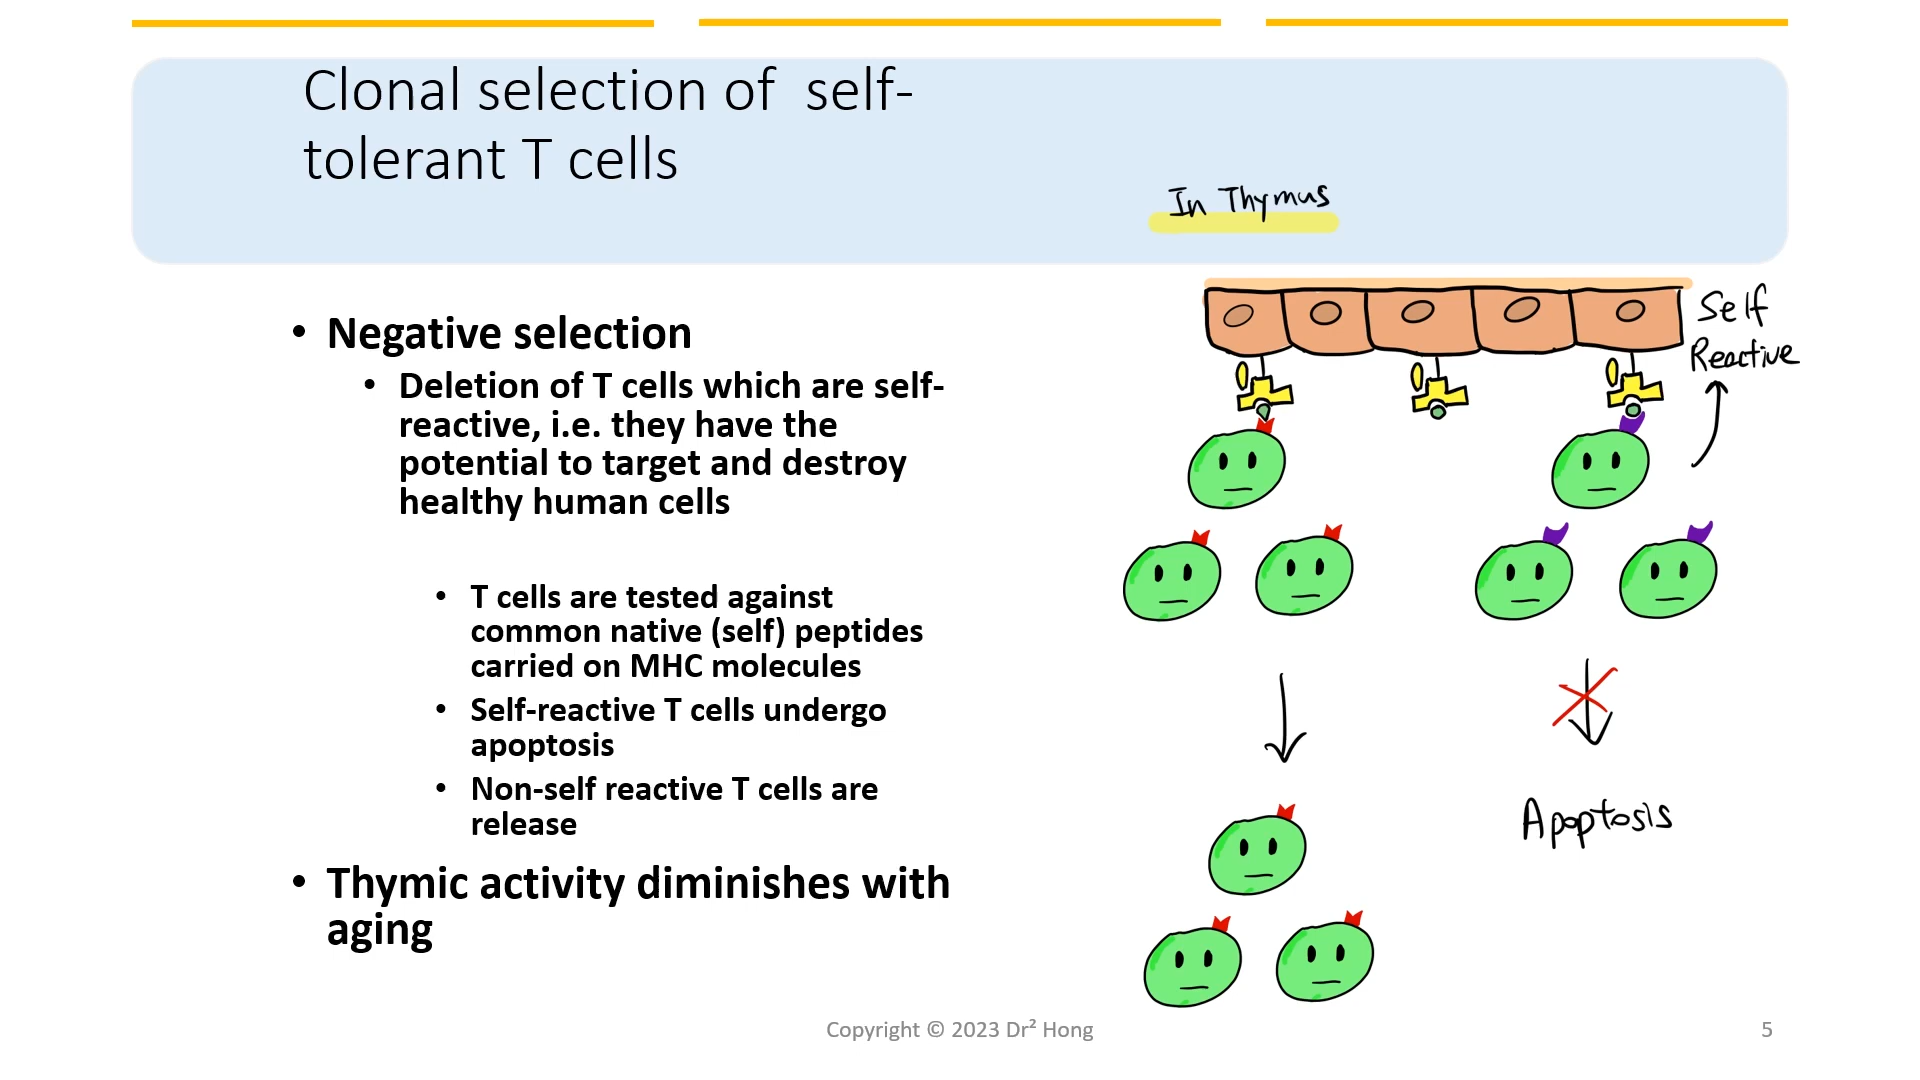 Clonal selection of  self-
tolerant T cells
In Thymus
• Negative selection
• Deletion of T cells which are self-
reactive, i.e. they have the
potential to target and destroy
healthy human cells
• T cells are tested against
common native (self) peptides
carried on MHC molecules
• Self-reactive T cells undergo
apoptosis
• Non-self reactive T cells are
release
• Thymic activity diminishes with
aging
Self
Reactive
Apoptosis
Copyright © 2023 Dr² Hong
5